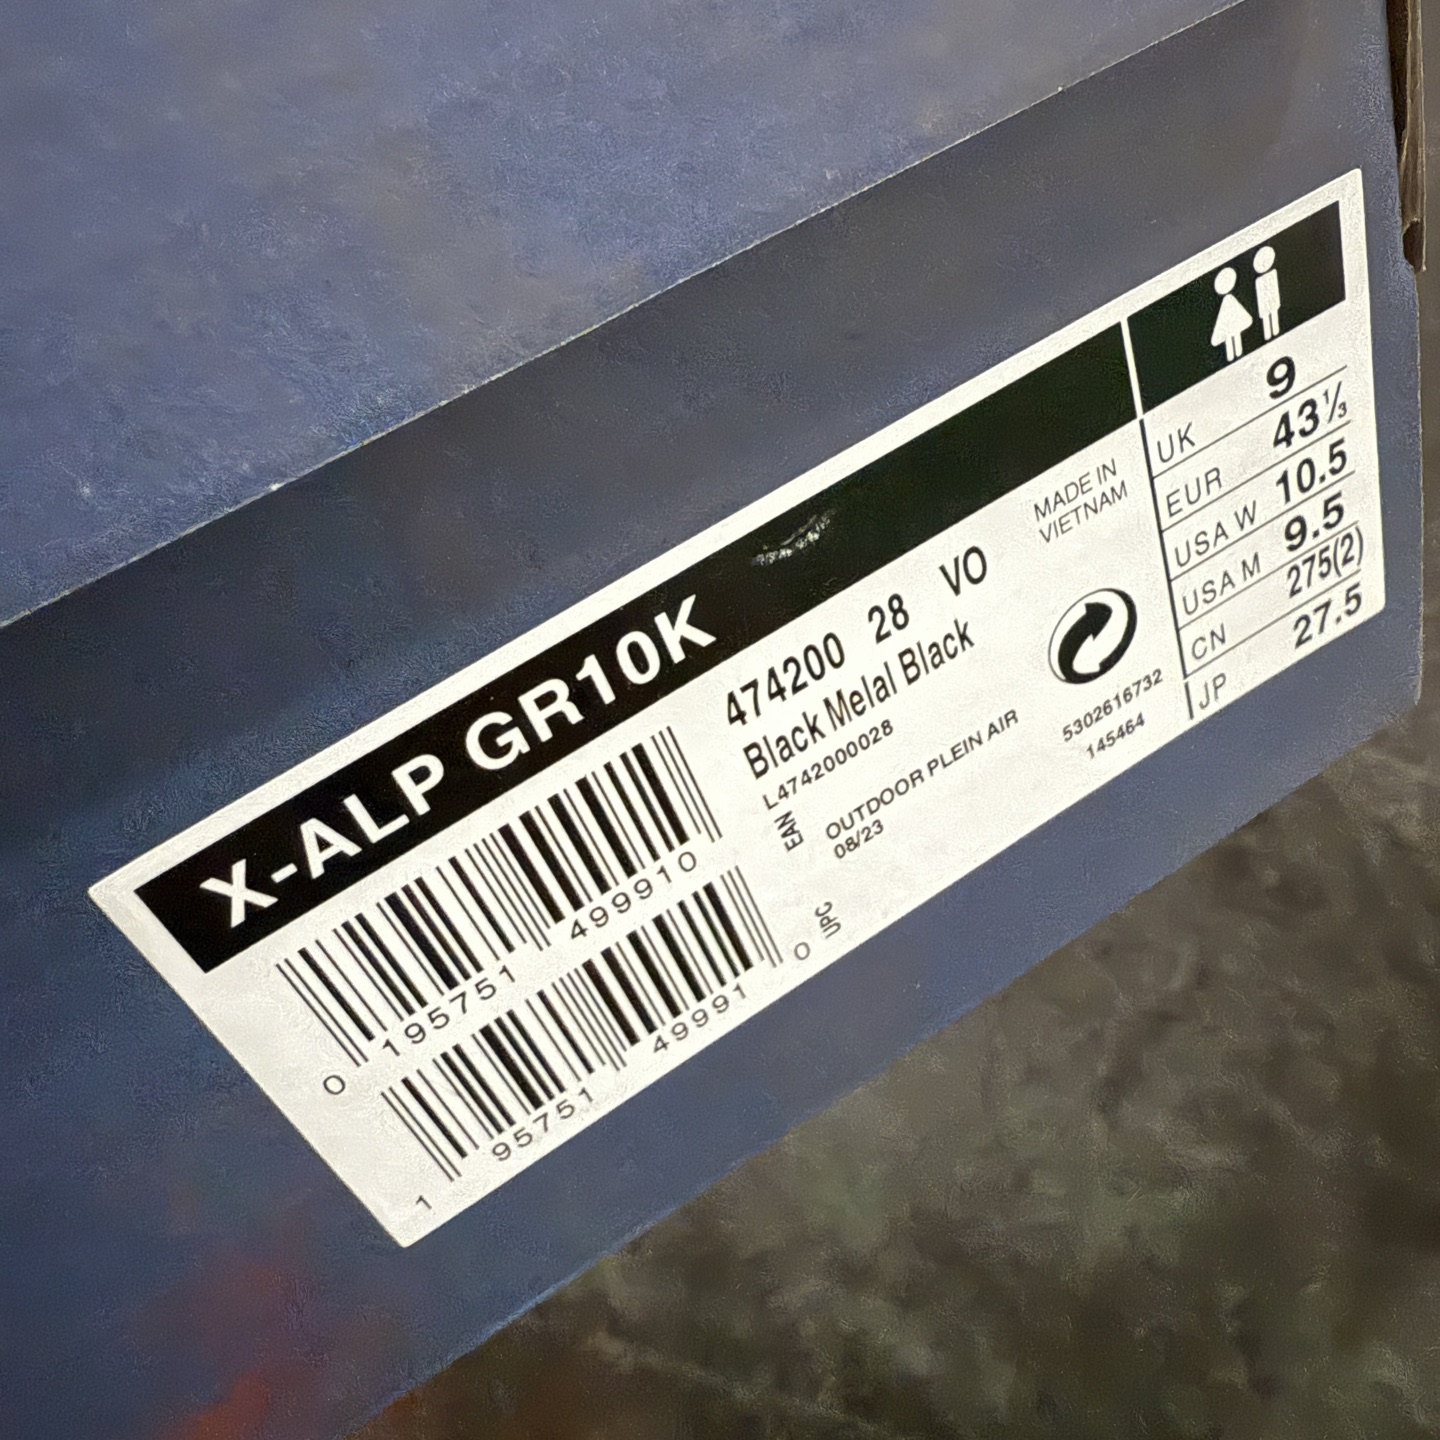 X-ALP GR10K
UK 9
EUR 43⅓
USA W 10.5
USA M 9.5
CN 275(2)
JP 27.5
474200 28 VO
Black Melal Black
L4742000028
MADE IN
VIETNAM
5302616732
145464
EAN
OUTDOOR PLEIN AIR
08/23
0 195751 499910
UPC
1 95751 49991 0